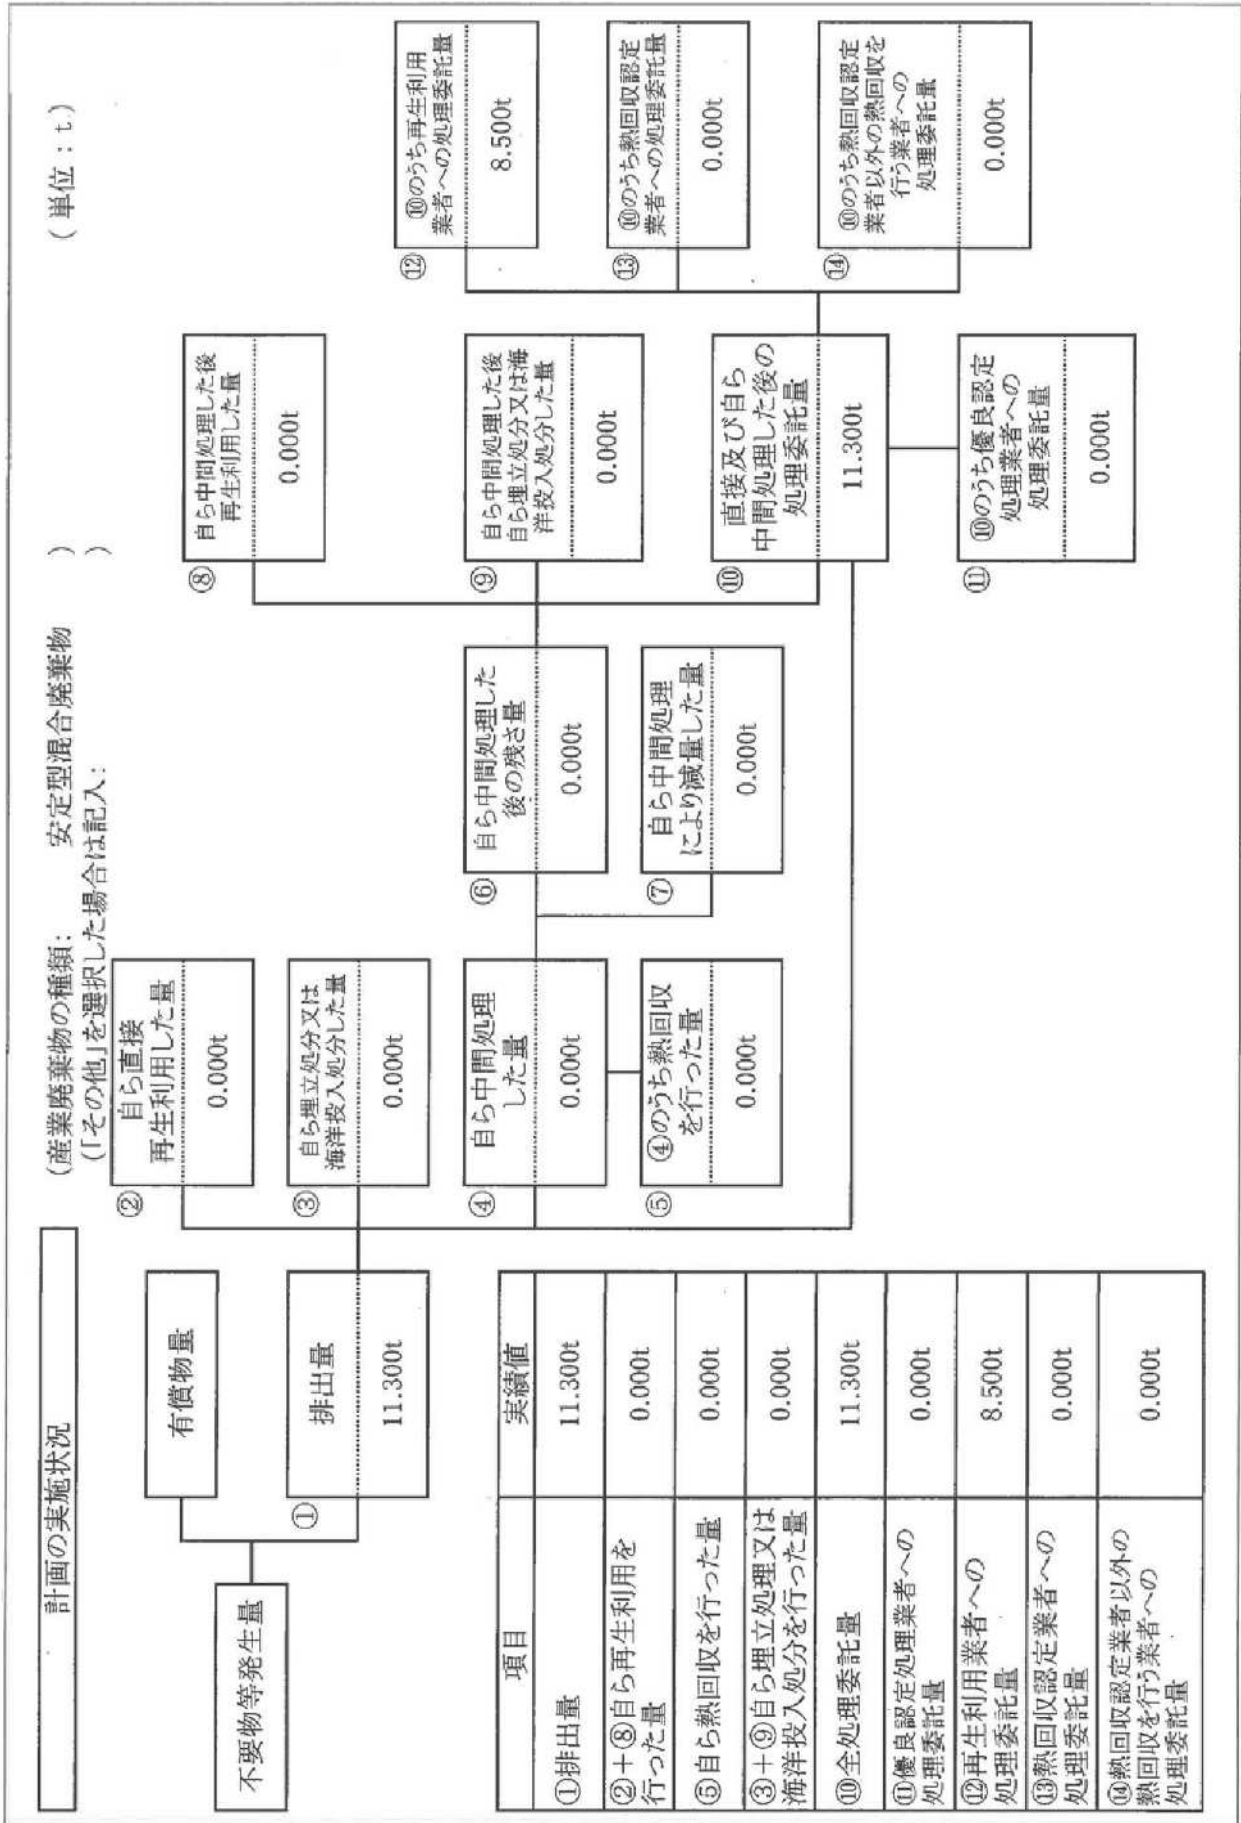 計画の実施状況
(産業廃棄物の種類: 安定型混合廃棄物 )
(「その他」を選択した場合は記入: )
(単位:t)
不要物等発生量
有償物量
①
排出量
11.300t
②
自ら直接
再生利用した量
0.000t
③
自ら埋立処分又は
海洋投入処分した量
0.000t
④
自ら中間処理
した量
0.000t
⑤
④のうち熱回収
を行った量
0.000t
⑥
自ら中間処理した
後の残さ量
0.000t
⑦
自ら中間処理
により減量した量
0.000t
⑧
自ら中間処理した後
再生利用した量
0.000t
⑨
自ら中間処理した後
自ら埋立処分又は海
洋投入処分した量
0.000t
⑩
直接及び自ら
中間処理した後の
処理委託量
11.300t
⑪
⑩のうち優良認定
処理業者への
処理委託量
0.000t
⑫
⑩のうち再生利用
業者への処理委託量
8.500t
⑬
⑩のうち熱回収認定
業者への処理委託量
0.000t
⑭
⑩のうち熱回収認定
業者以外の熱回収を
行う業者への
処理委託量
0.000t
項目 実績値
①排出量 11.300t
②+⑧自ら再生利用を
行った量 0.000t
⑤自ら熱回収を行った量 0.000t
③+⑨自ら埋立処理又は
海洋投入処分を行った量 0.000t
⑩全処理委託量 11.300t
⑪優良認定処理業者への
処理委託量 0.000t
⑫再生利用業者への
処理委託量 8.500t
⑬熱回収認定業者への
処理委託量 0.000t
⑭熱回収認定業者以外の
熱回収を行う業者への
処理委託量 0.000t